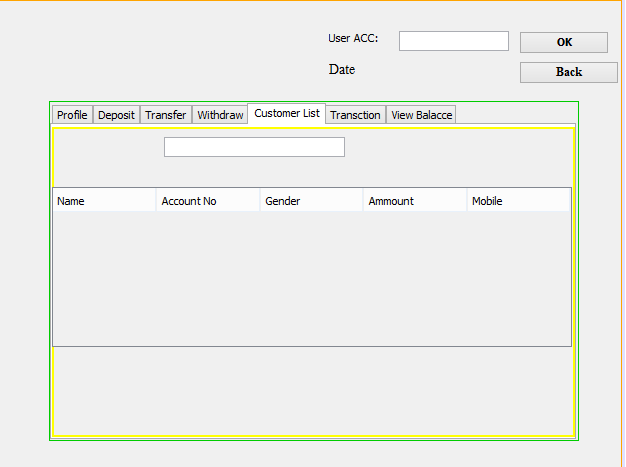 User ACC: OK
Date Back
Profile Deposit Transfer Withdraw Customer List Transction View Balacce
Name Account No Gender Ammount Mobile